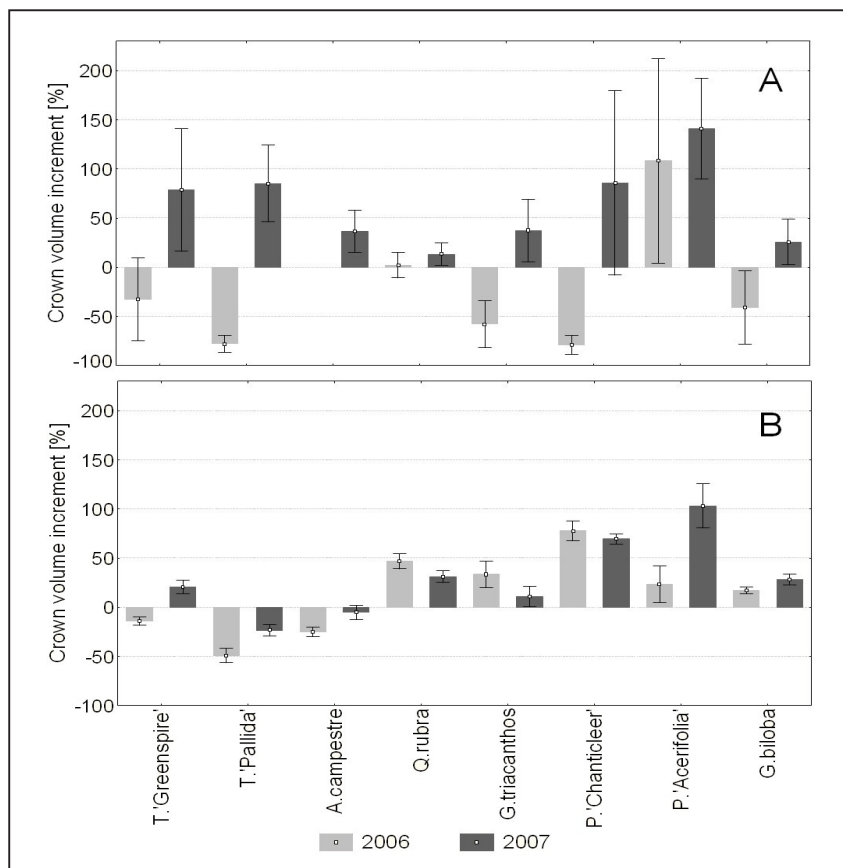 A
Crown volume increment [%]
200
150
100
50
0
-50
-100
B
Crown volume increment [%]
200
150
100
50
0
-50
-100
T.'Greenspire'
T.'Pallida'
A.campestre
Q.rubra
G.triacanthos
P.'Chanticleer'
P.'Acerifolia'
G.biloba
2006 2007